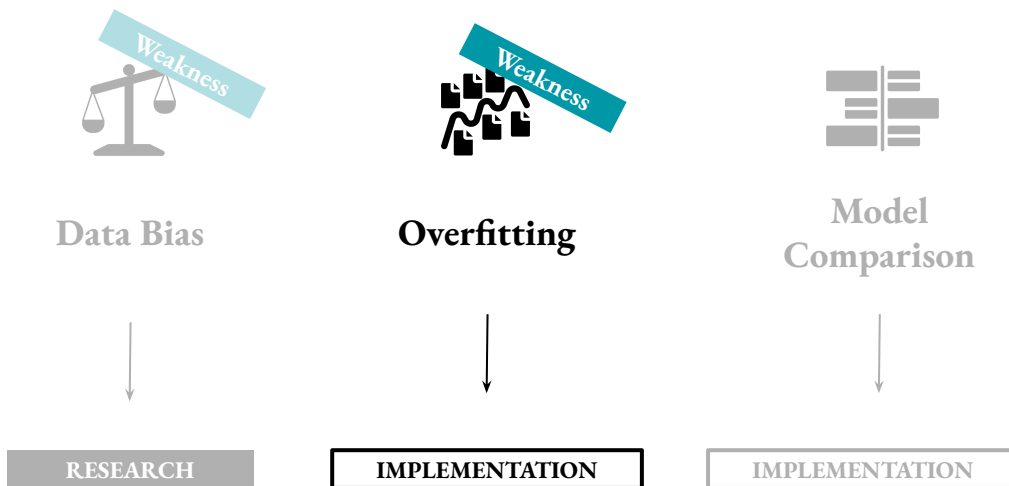 Weakness
Weakness
Data Bias
Overfitting
Model
Comparison
RESEARCH
IMPLEMENTATION
IMPLEMENTATION